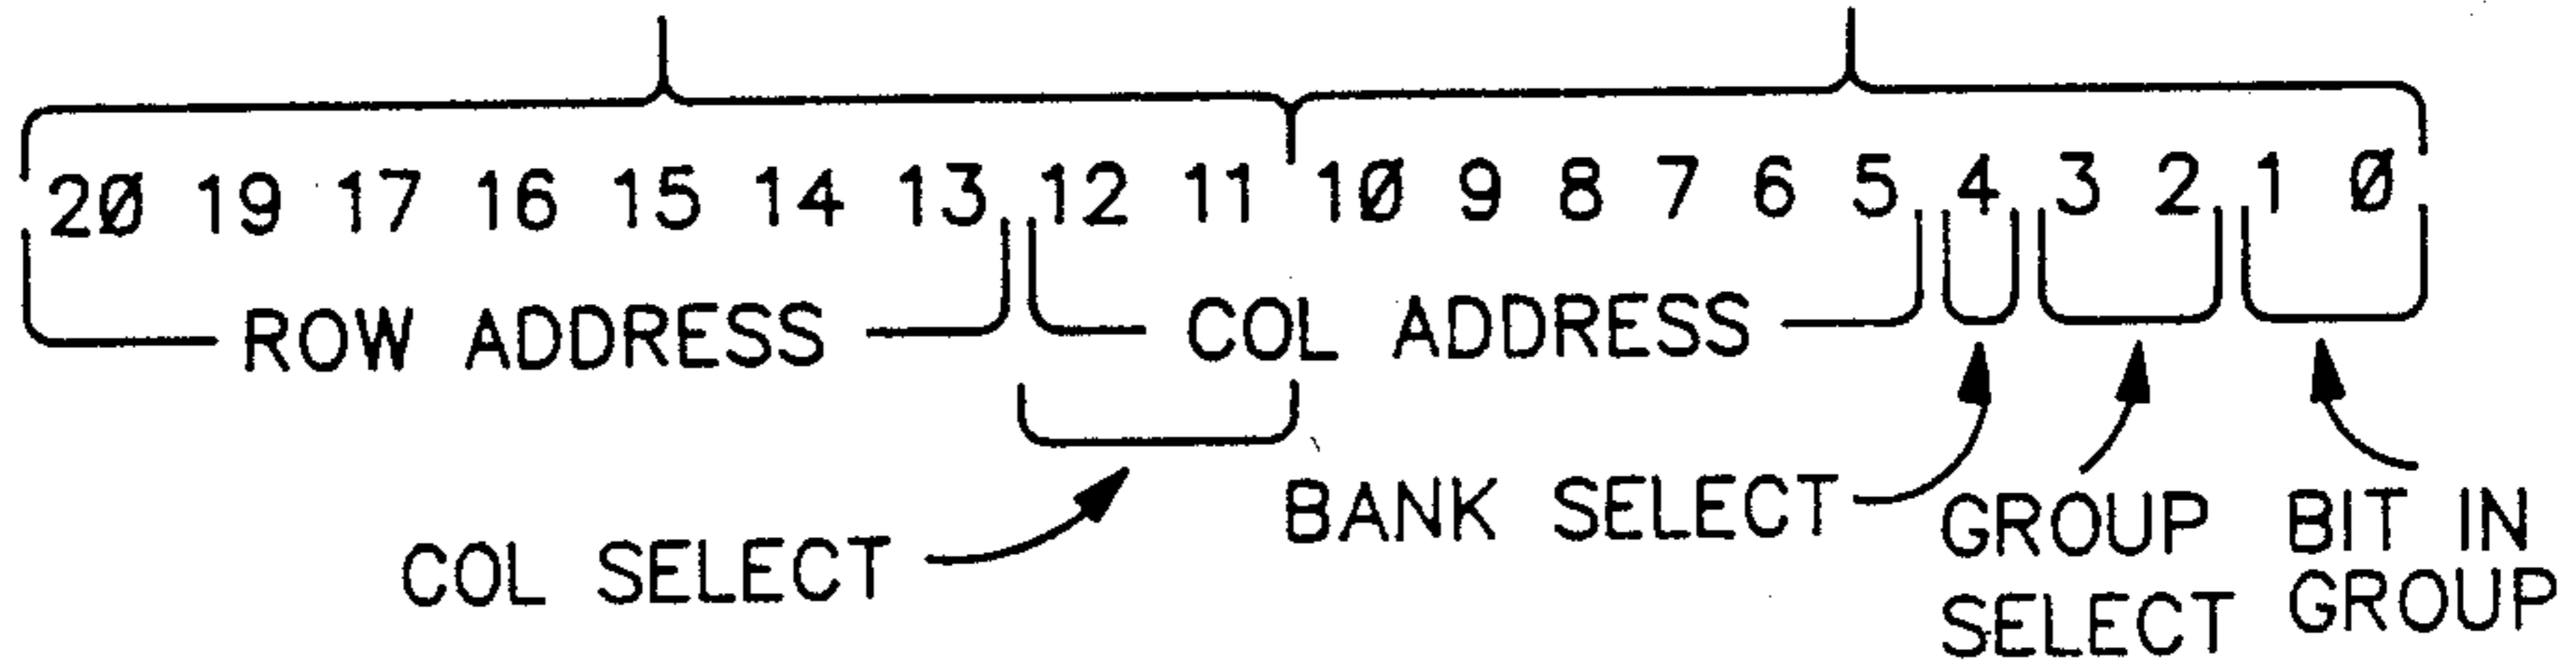 20 19 17 16 15 14 13 12 11 10 9 8 7 6 5 4 3 2 1 0
ROW ADDRESS COL ADDRESS
COL SELECT
BANK SELECT
GROUP
SELECT
BIT IN
GROUP